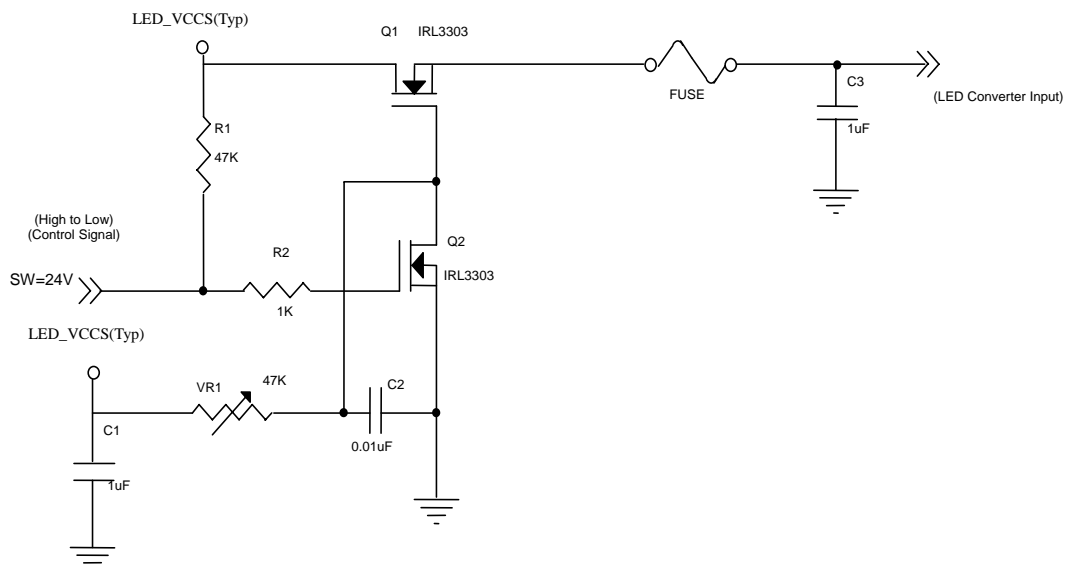 LED_VCCS(Typ)
Q1 IRL3303
FUSE
C3
1uF
(LED Converter Input)
R1
47K
(High to Low)
(Control Signal)
SW=24V
R2
1K
Q2
IRL3303
LED_VCCS(Typ)
VR1
47K
C2
0.01uF
C1
1uF